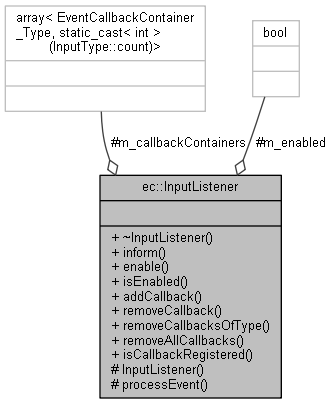 array< EventCallbackContainer
_Type, static_cast< int >
(InputType::count)>
bool
#m_callbackContainers
#m_enabled
ec::InputListener
+ ~InputListener()
+ inform()
+ enable()
+ isEnabled()
+ addCallback()
+ removeCallback()
+ removeCallbacksOfType()
+ removeAllCallbacks()
+ isCallbackRegistered()
# InputListener()
# processEvent()